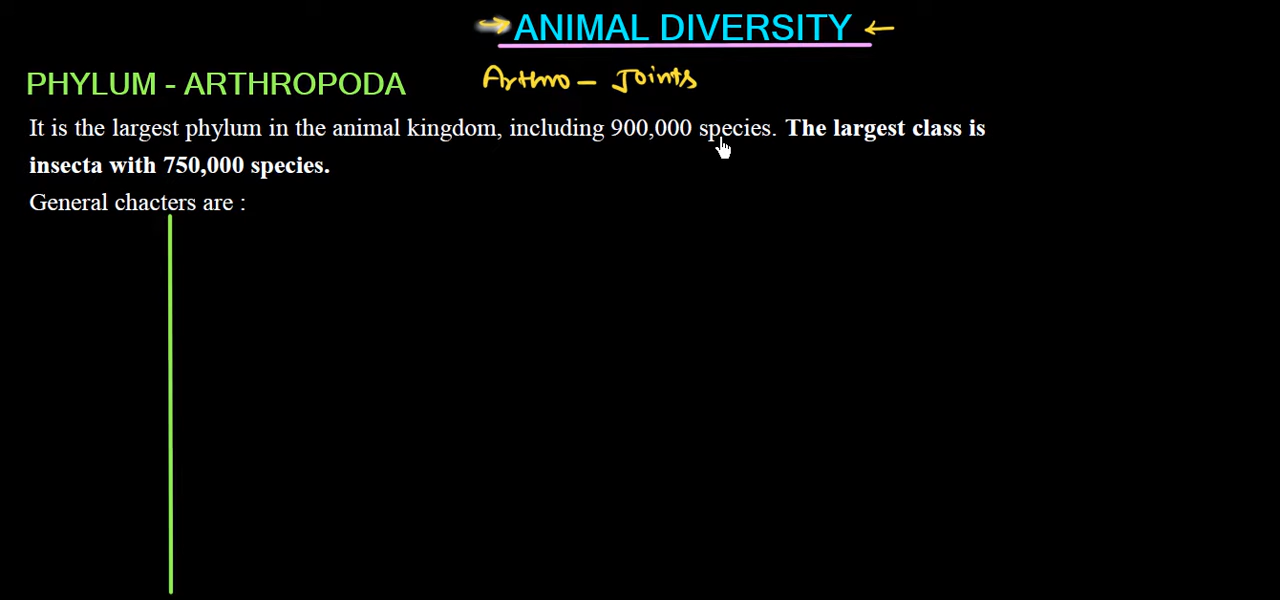 → ANIMAL DIVERSITY ←
PHYLUM - ARTHROPODA
Arthro - Joints
It is the largest phylum in the animal kingdom, including 900,000 species. The largest class is
insecta with 750,000 species.
General chacters are :